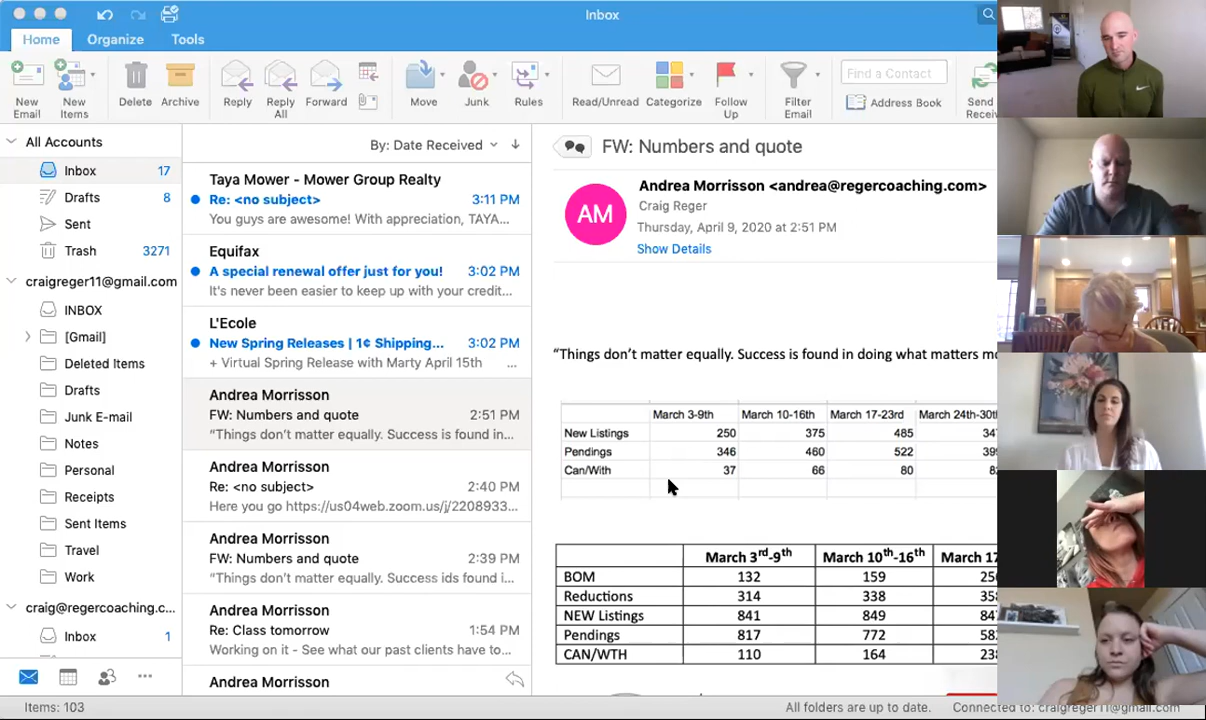 Inbox
Home Organize Tools
New Email
New Items
Delete
Archive
Reply
Reply All
Forward
Move
Junk
Rules
Read/Unread
Categorize
Follow Up
Filter Email
Find a Contact
Address Book
Send
All Accounts
Inbox 17
Drafts 8
Sent
Trash 3271
craigreger11@gmail.com
INBOX
[Gmail]
Deleted Items
Drafts
Junk E-mail
Notes
Personal
Receipts
Sent Items
Travel
Work
craig@regercoaching.c...
Inbox 1
By: Date Received
Taya Mower - Mower Group Realty
Re: <no subject> 3:11 PM
You guys are awesome! With appreciation, TAYA...
Equifax
A special renewal offer just for you! 3:02 PM
It's never been easier to keep up with your credit...
L'Ecole
New Spring Releases | 1¢ Shipping... 3:02 PM
+ Virtual Spring Release with Marty April 15th ...
Andrea Morrisson
FW: Numbers and quote 2:51 PM
“Things don’t matter equally. Success is found in...
Andrea Morrisson
Re: <no subject> 2:40 PM
Here you go https://us04web.zoom.us/j/2208933...
Andrea Morrisson
FW: Numbers and quote 2:39 PM
“Things don’t matter equally. Success ids found i...
Andrea Morrisson
Re: Class tomorrow 1:54 PM
Working on it - See what our past clients have to...
Andrea Morrisson
FW: Numbers and quote
AM
Andrea Morrisson <andrea@regercoaching.com>
Craig Reger
Thursday, April 9, 2020 at 2:51 PM
Show Details
“Things don’t matter equally. Success is found in doing what matters
March 3-9th March 10-16th March 17-23rd March 24th-30th
New Listings 250 375 485 347
Pendings 346 460 522
Can/With 37 66 80
March 3rd-9th March 10th-16th March 17
BOM 132 159
Reductions 314 338
NEW Listings 841 849
Pendings 817 772
CAN/WTH 110 164
Items: 103
All folders are up to date. Connected to: craigreger11@gmail.com